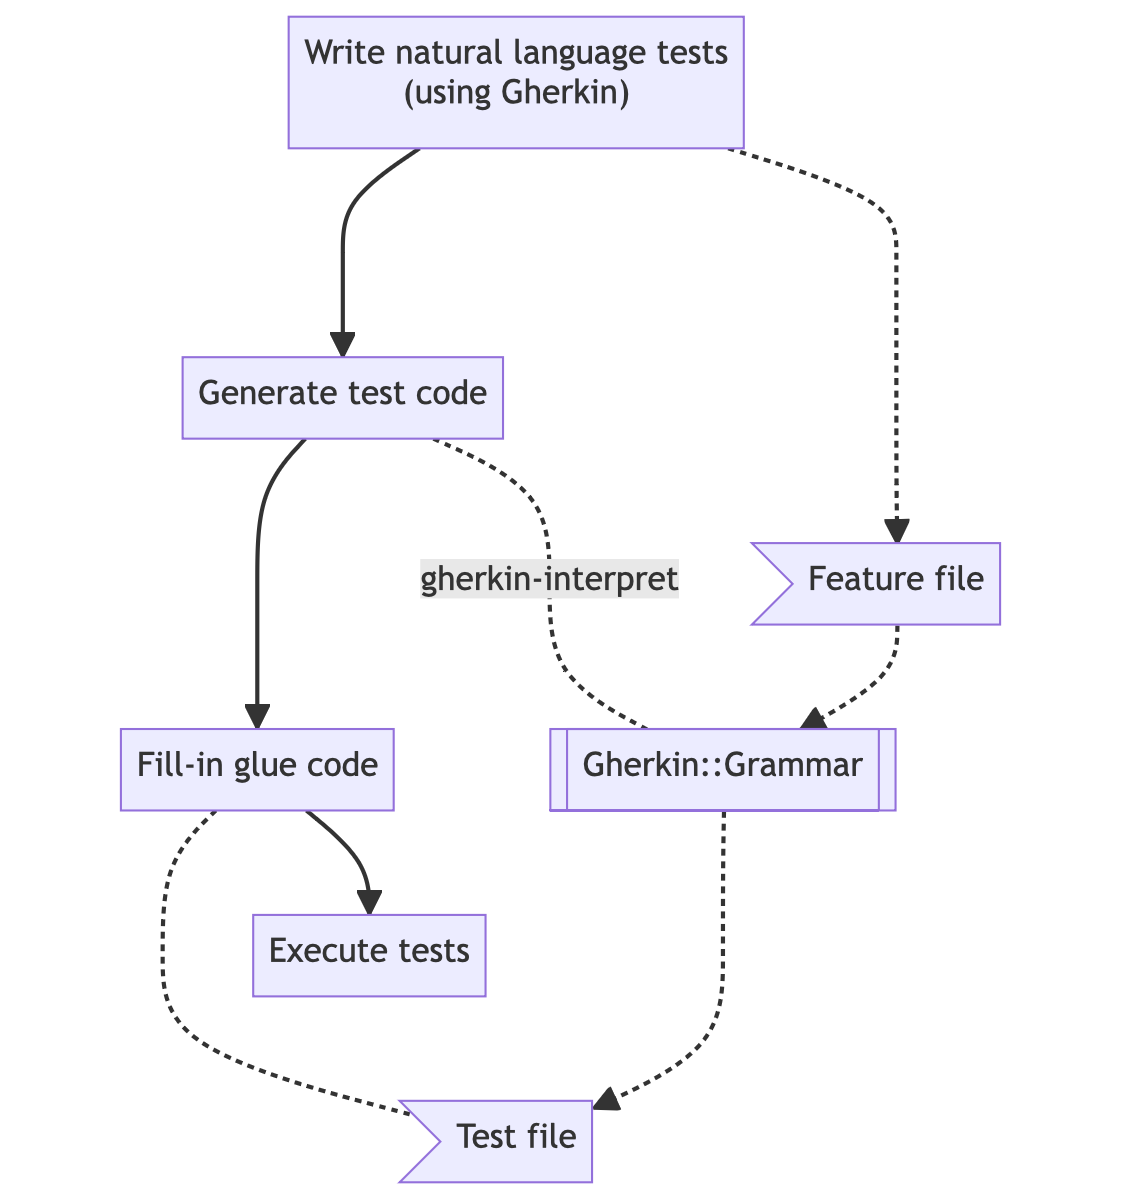 Write natural language tests
(using Gherkin)
Generate test code
gherkin-interpret
Feature file
Fill-in glue code
Gherkin::Grammar
Execute tests
Test file